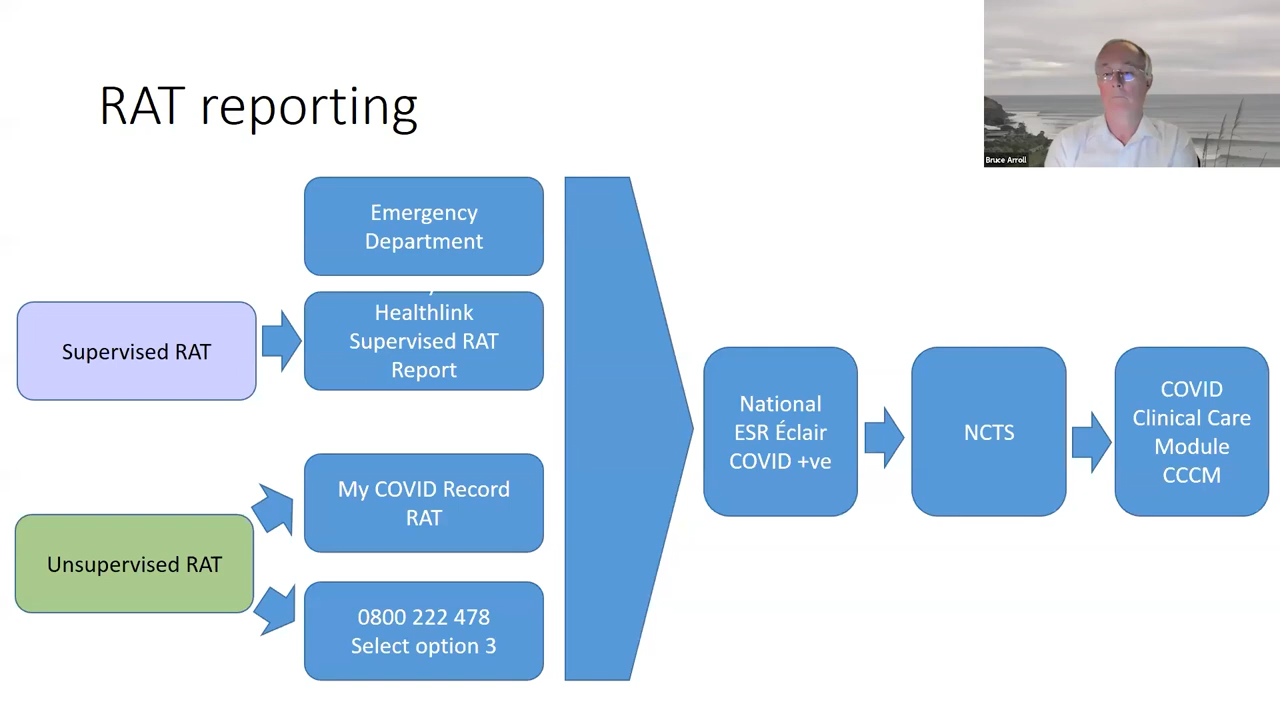 RAT reporting
Bruce Arroll
Emergency
Department
Supervised RAT
Healthlink
Supervised RAT
Report
National
ESR Éclair
COVID +ve
NCTS
COVID
Clinical Care
Module
CCCM
My COVID Record
RAT
Unsupervised RAT
0800 222 478
Select option 3